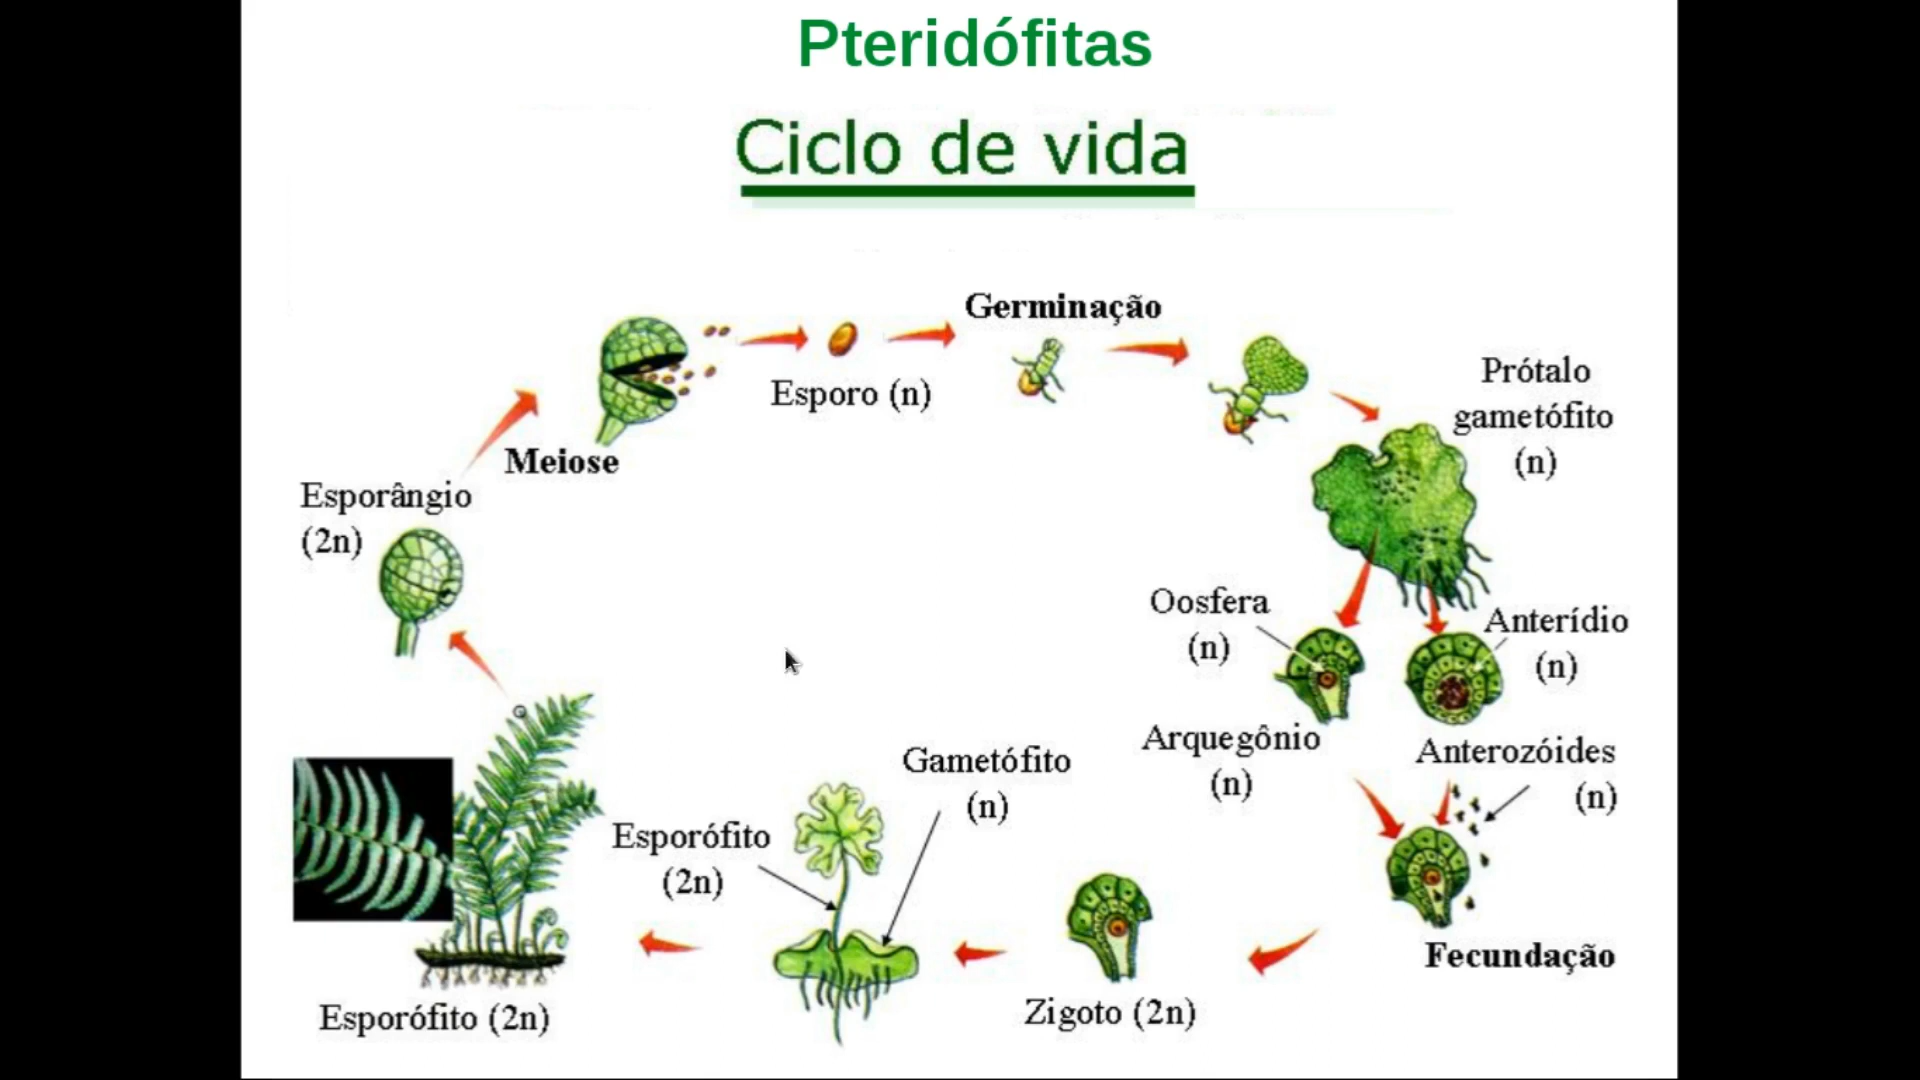 Pteridófitas
Ciclo de vida
Germinação
Esporo (n)
Meiose
Esporângio
(2n)
Prótalo
gametófito
(n)
Oosfera
(n)
Anterídio
(n)
Arquegônio
(n)
Anterozóides
(n)
Gametófito
(n)
Esporófito
(2n)
Fecundação
Zigoto (2n)
Esporófito (2n)